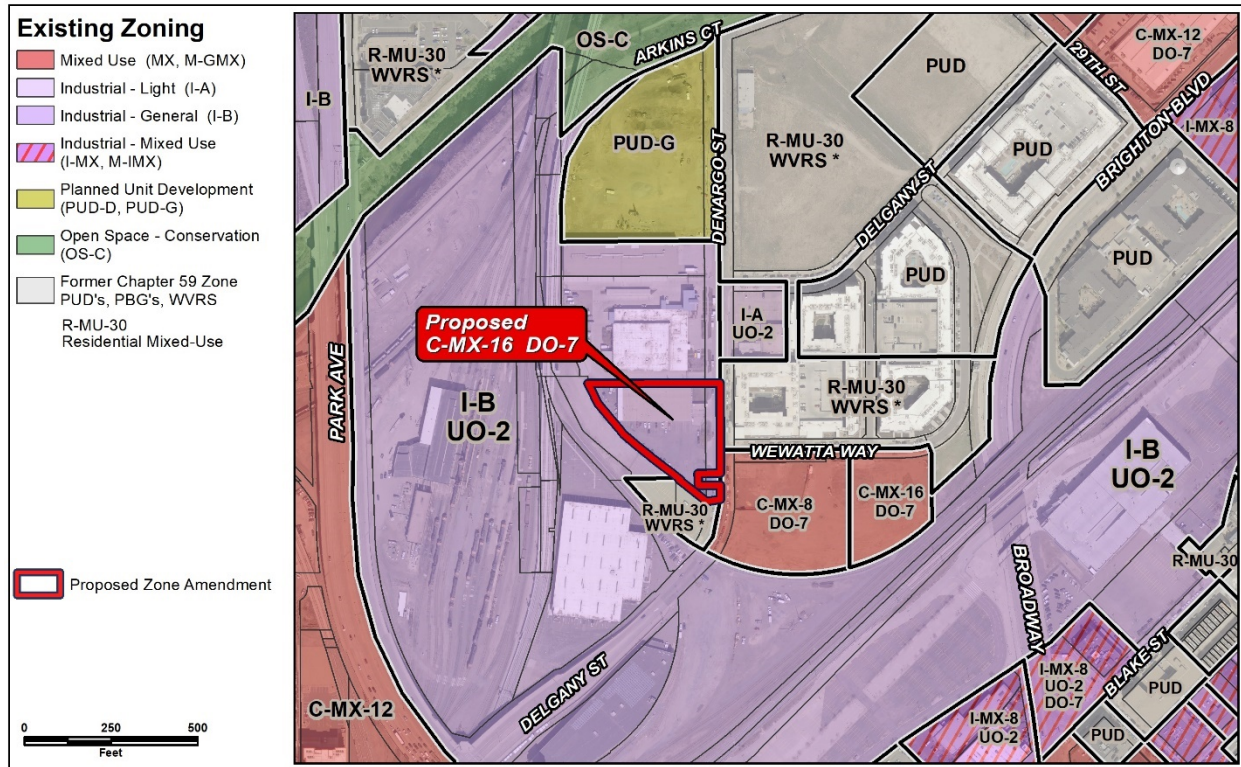 Existing Zoning
Mixed Use (MX, M-GMX)
Industrial - Light (I-A)
Industrial - General (I-B)
Industrial - Mixed Use
(I-MX, M-IMX)
Planned Unit Development
(PUD-D, PUD-G)
Open Space - Conservation
(OS-C)
Former Chapter 59 Zone
PUD's, PBG's, WVRS
R-MU-30
Residential Mixed-Use
Proposed Zone Amendment
0 250 500
Feet
I-B
R-MU-30
WVRS *
OS-C
ARKINS CT
PUD-G
DENARGO ST
R-MU-30
WVRS *
PUD
DELGANY ST
PUD
29TH ST
C-MX-12
DO-7
BRIGHTON BLVD
I-MX-8
PUD
PUD
I-A
UO-2
Proposed
C-MX-16 DO-7
PARK AVE
I-B
UO-2
R-MU-30
WVRS *
WEWATTA WAY
R-MU-30
WVRS *
C-MX-8
DO-7
C-MX-16
DO-7
I-B
UO-2
BROADWAY
R-MU-30
DELGANY ST
C-MX-12
BLAKE ST
I-MX-8
UO-2
DO-7
PUD
I-MX-8
UO-2
PUD